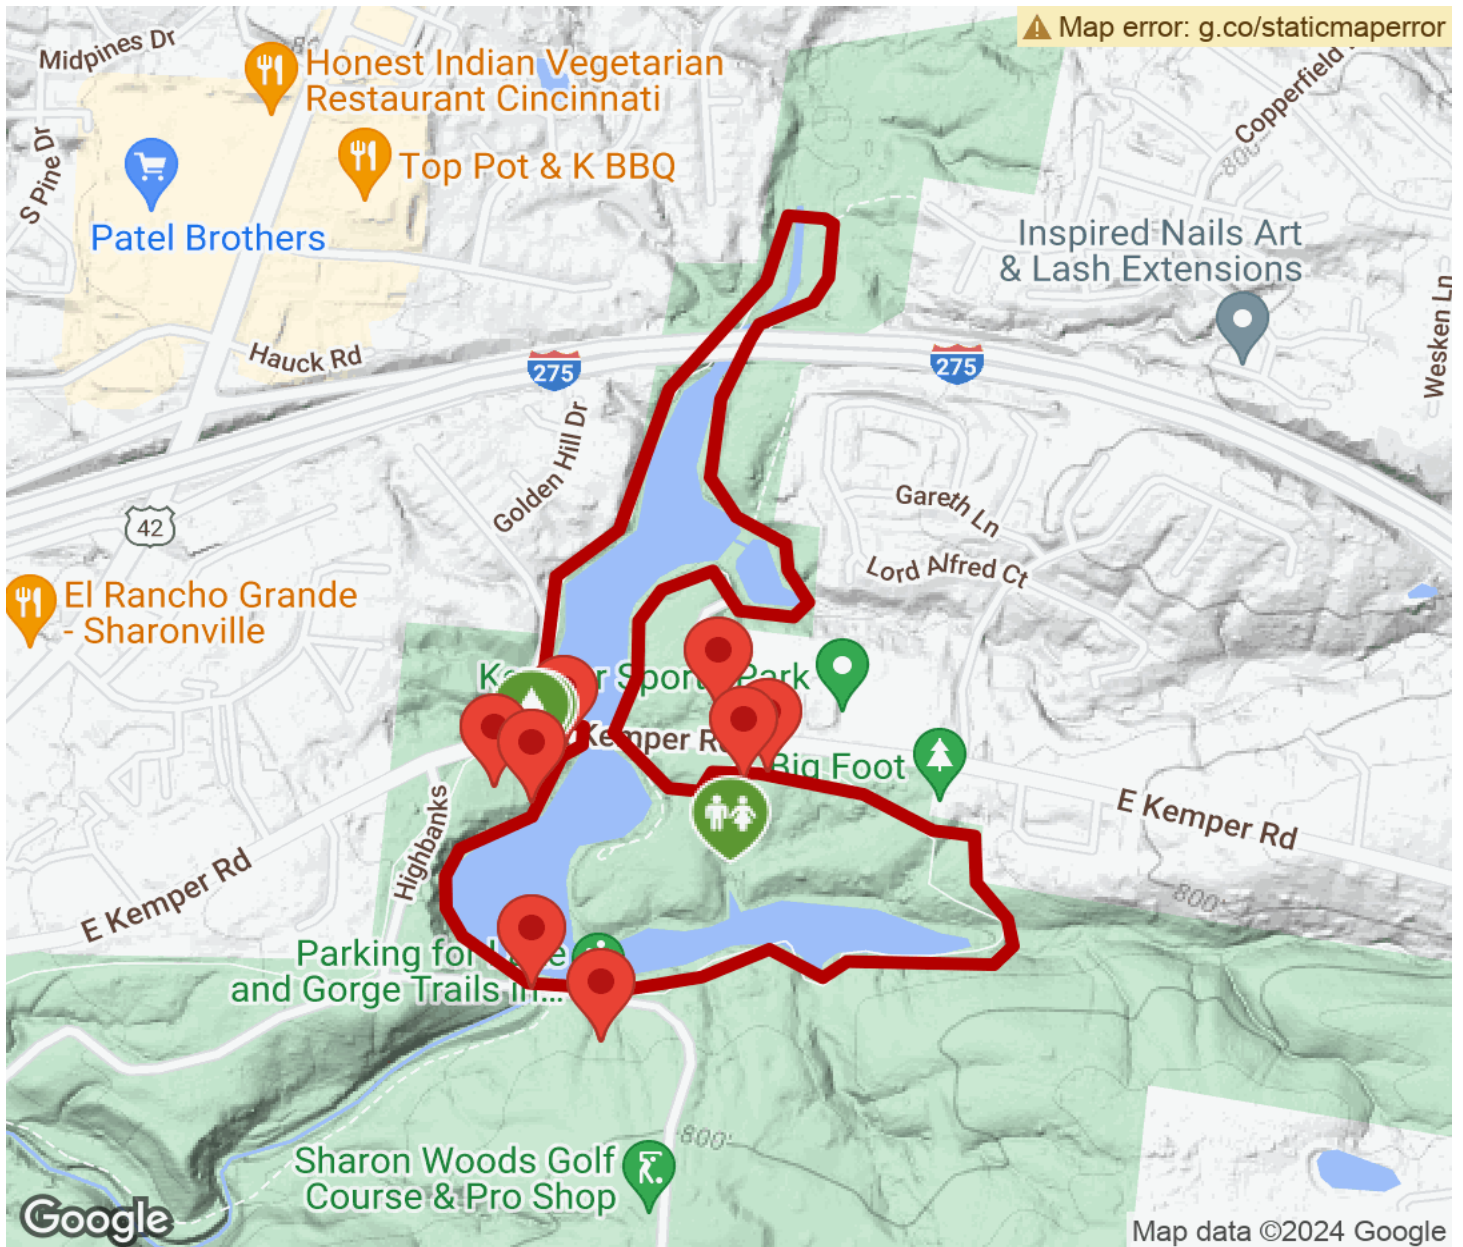 Map error: g.co/staticmaperror
Midpines Dr
Honest Indian Vegetarian
Restaurant Cincinnati
Copperfield
S Pine Dr
Top Pot & K BBQ
800'
Patel Brothers
Inspired Nails Art
& Lash Extensions
Wesken Ln
Hauck Rd
275
275
Golden Hill Dr
Gareth Ln
42
Lord Alfred Ct
El Rancho Grande
- Sharonville
Park
Kemper
Big Foot
E Kemper Rd
Highbanks
E Kemper Rd
800'
Parking for
and Gorge Trails in...
800'
Sharon Woods Golf
Course & Pro Shop
Google
Map data ©2024 Google